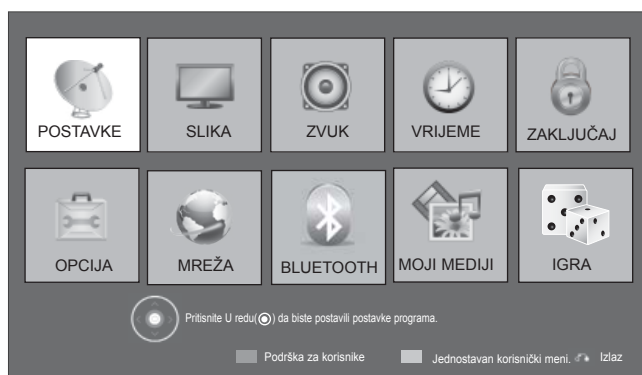 POSTAVKE SLIKA ZVUK VRIJEME ZAKLJUČAJ
OPCIJA MREŽA BLUETOOTH MOJI MEDIJI IGRA
Pritisnite U redu(◉) da biste postavili postavke programa.
Podrška za korisnike Jednostavan korisnički meni. Izlaz